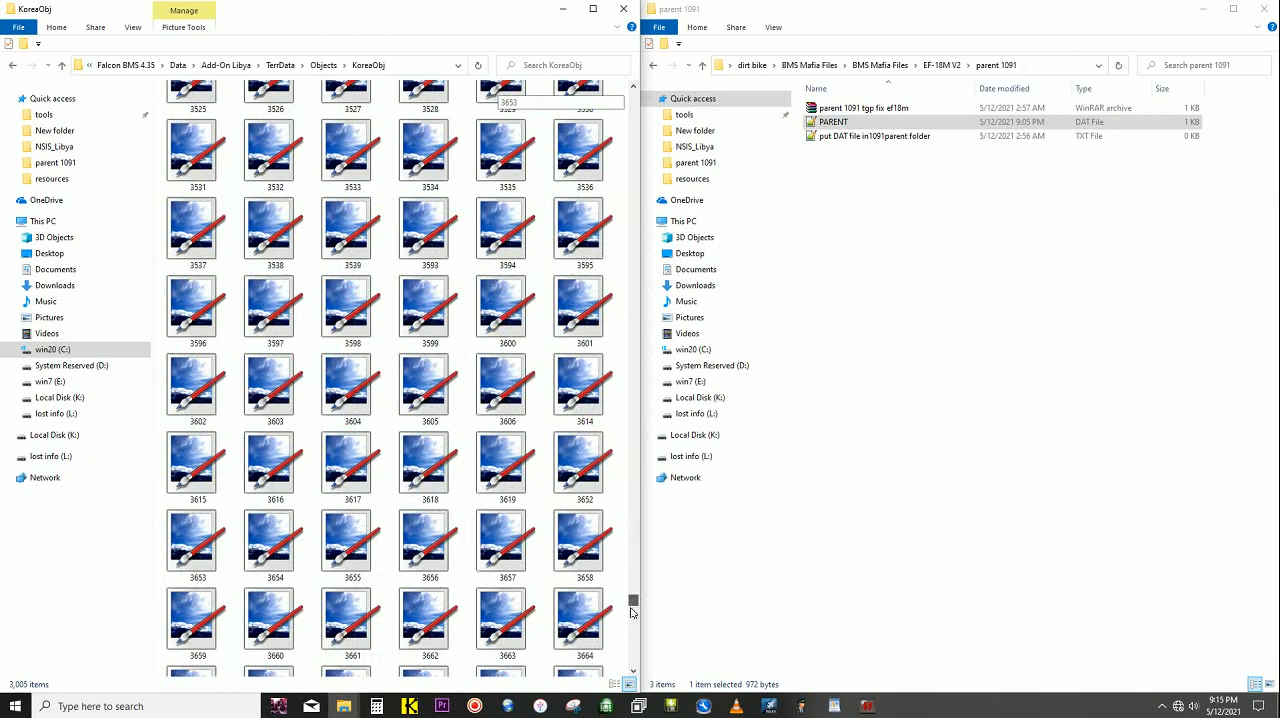 KoreaObj
Manage
File
Home
Share
View
Picture Tools
« Falcon BMS 4.35 › Data › Add-On Libya › TerrData › Objects › KoreaObj
Search KoreaObj
Quick access
tools
New folder
NSIS_Libya
parent 1091
resources
OneDrive
This PC
3D Objects
Desktop
Documents
Downloads
Music
Pictures
Videos
win20 (C:)
System Reserved (D:)
win7 (E:)
Local Disk (K:)
lost info (L:)
Local Disk (K:)
lost info (L:)
Network
3525 3526 3527 3528
3653
3531 3532 3533 3534 3535 3536
3537 3538 3539 3593 3594 3595
3596 3597 3598 3599 3600 3601
3602 3603 3604 3605 3606 3614
3615 3616 3617 3618 3619 3652
3653 3654 3655 3656 3657 3658
3659 3660 3661 3662 3663 3664
3,005 items
parent 1091
File
Home
Share
View
dirt bike › BMS Mafia Files › BMS Mafia Files › EF-18M V2 › parent 1091
Search parent 1091
Quick access
tools
New folder
NSIS_Libya
parent 1091
resources
OneDrive
This PC
3D Objects
Desktop
Documents
Downloads
Music
Pictures
Videos
win20 (C:)
System Reserved (D:)
win7 (E:)
Local Disk (K:)
lost info (L:)
Local Disk (K:)
lost info (L:)
Network
Name Date modified Type Size
parent 1091 tgp fix ef18m 5/12/2021 2:57 AM WinRAR archive 1 KB
PARENT 5/12/2021 9:05 PM DAT File 1 KB
put DAT file in1091parent folder 5/12/2021 2:56 AM TXT File 0 KB
3 items 1 item selected 972 bytes
Type here to search
9:15 PM
5/12/2021